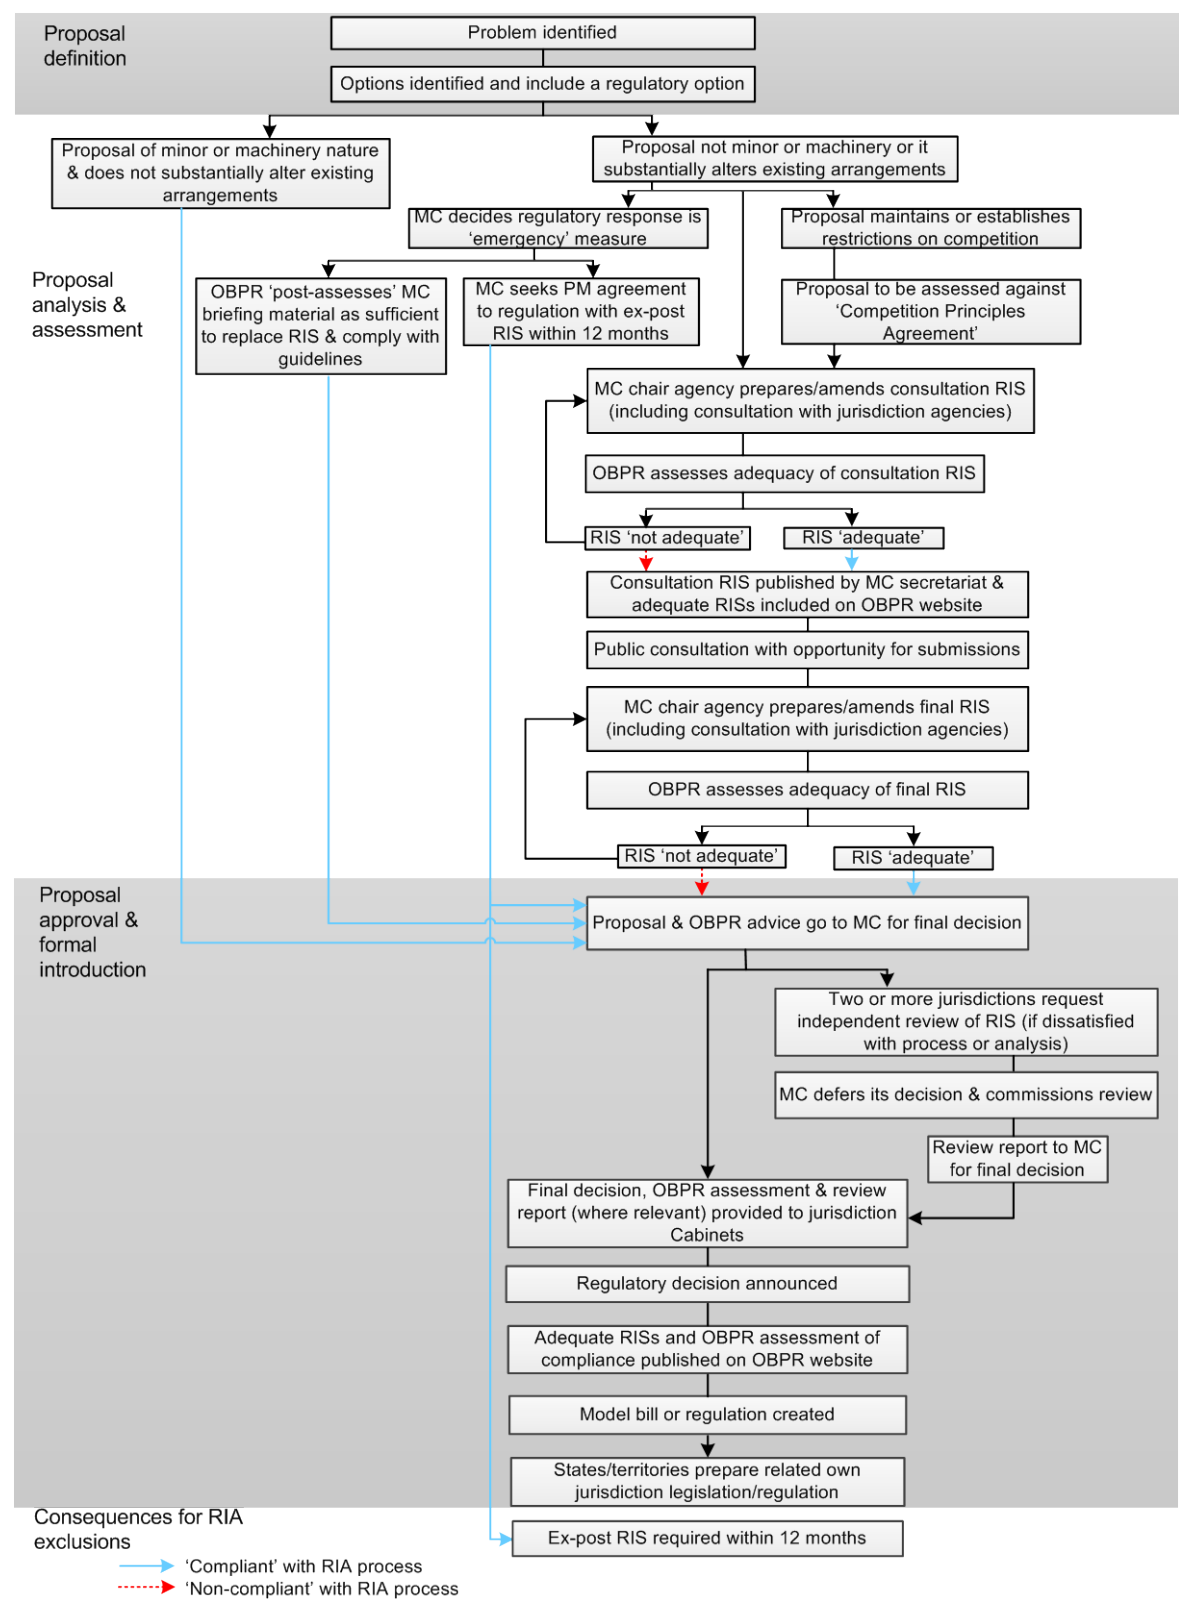 Proposal
definition
Problem identified
Options identified and include a regulatory option
Proposal of minor or machinery nature
& does not substantially alter existing
arrangements
Proposal not minor or machinery or it
substantially alters existing arrangements
MC decides regulatory response is
‘emergency’ measure
Proposal maintains or establishes
restrictions on competition
Proposal
analysis &
assessment
OBPR ‘post-assesses’ MC
briefing material as sufficient
to replace RIS & comply with
guidelines
MC seeks PM agreement
to regulation with ex-post
RIS within 12 months
Proposal to be assessed against
‘Competition Principles
Agreement’
MC chair agency prepares/amends consultation RIS
(including consultation with jurisdiction agencies)
OBPR assesses adequacy of consultation RIS
RIS ‘not adequate’
RIS ‘adequate’
Consultation RIS published by MC secretariat &
adequate RISs included on OBPR website
Public consultation with opportunity for submissions
MC chair agency prepares/amends final RIS
(including consultation with jurisdiction agencies)
OBPR assesses adequacy of final RIS
RIS ‘not adequate’
RIS ‘adequate’
Proposal
approval &
formal
introduction
Proposal & OBPR advice go to MC for final decision
Two or more jurisdictions request
independent review of RIS (if dissatisfied
with process or analysis)
MC defers its decision & commissions review
Review report to MC
for final decision
Final decision, OBPR assessment & review
report (where relevant) provided to jurisdiction
Cabinets
Regulatory decision announced
Adequate RISs and OBPR assessment of
compliance published on OBPR website
Model bill or regulation created
States/territories prepare related own
jurisdiction legislation/regulation
Consequences for RIA
exclusions
Ex-post RIS required within 12 months
‘Compliant’ with RIA process
‘Non-compliant’ with RIA process